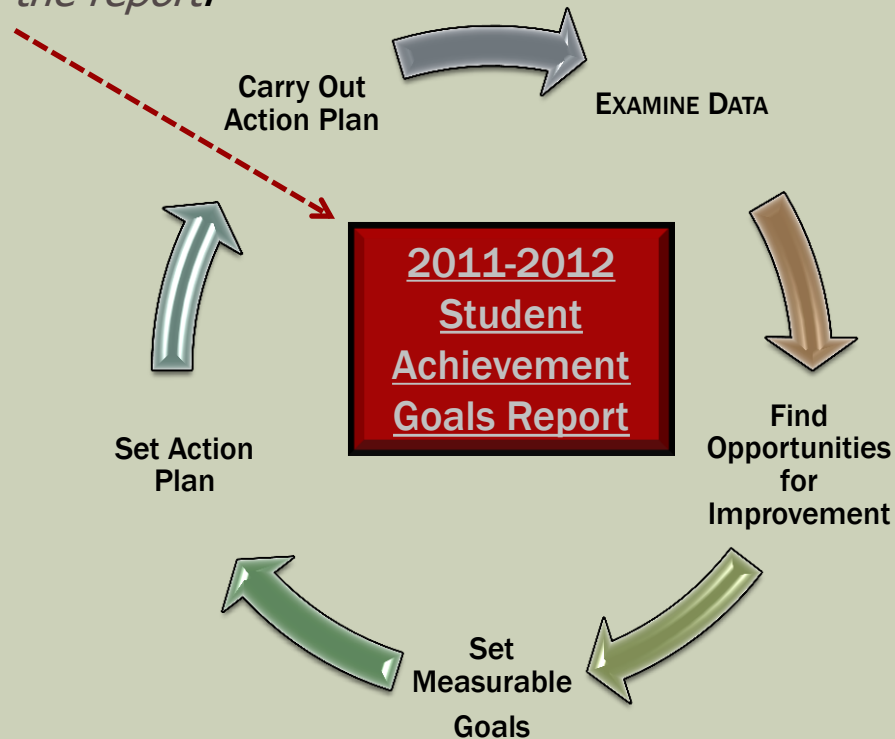 the report.
Carry Out
Action Plan
EXAMINE DATA
2011-2012
Student
Achievement
Goals Report
Find
Opportunities
for
Improvement
Set Action
Plan
Set
Measurable
Goals